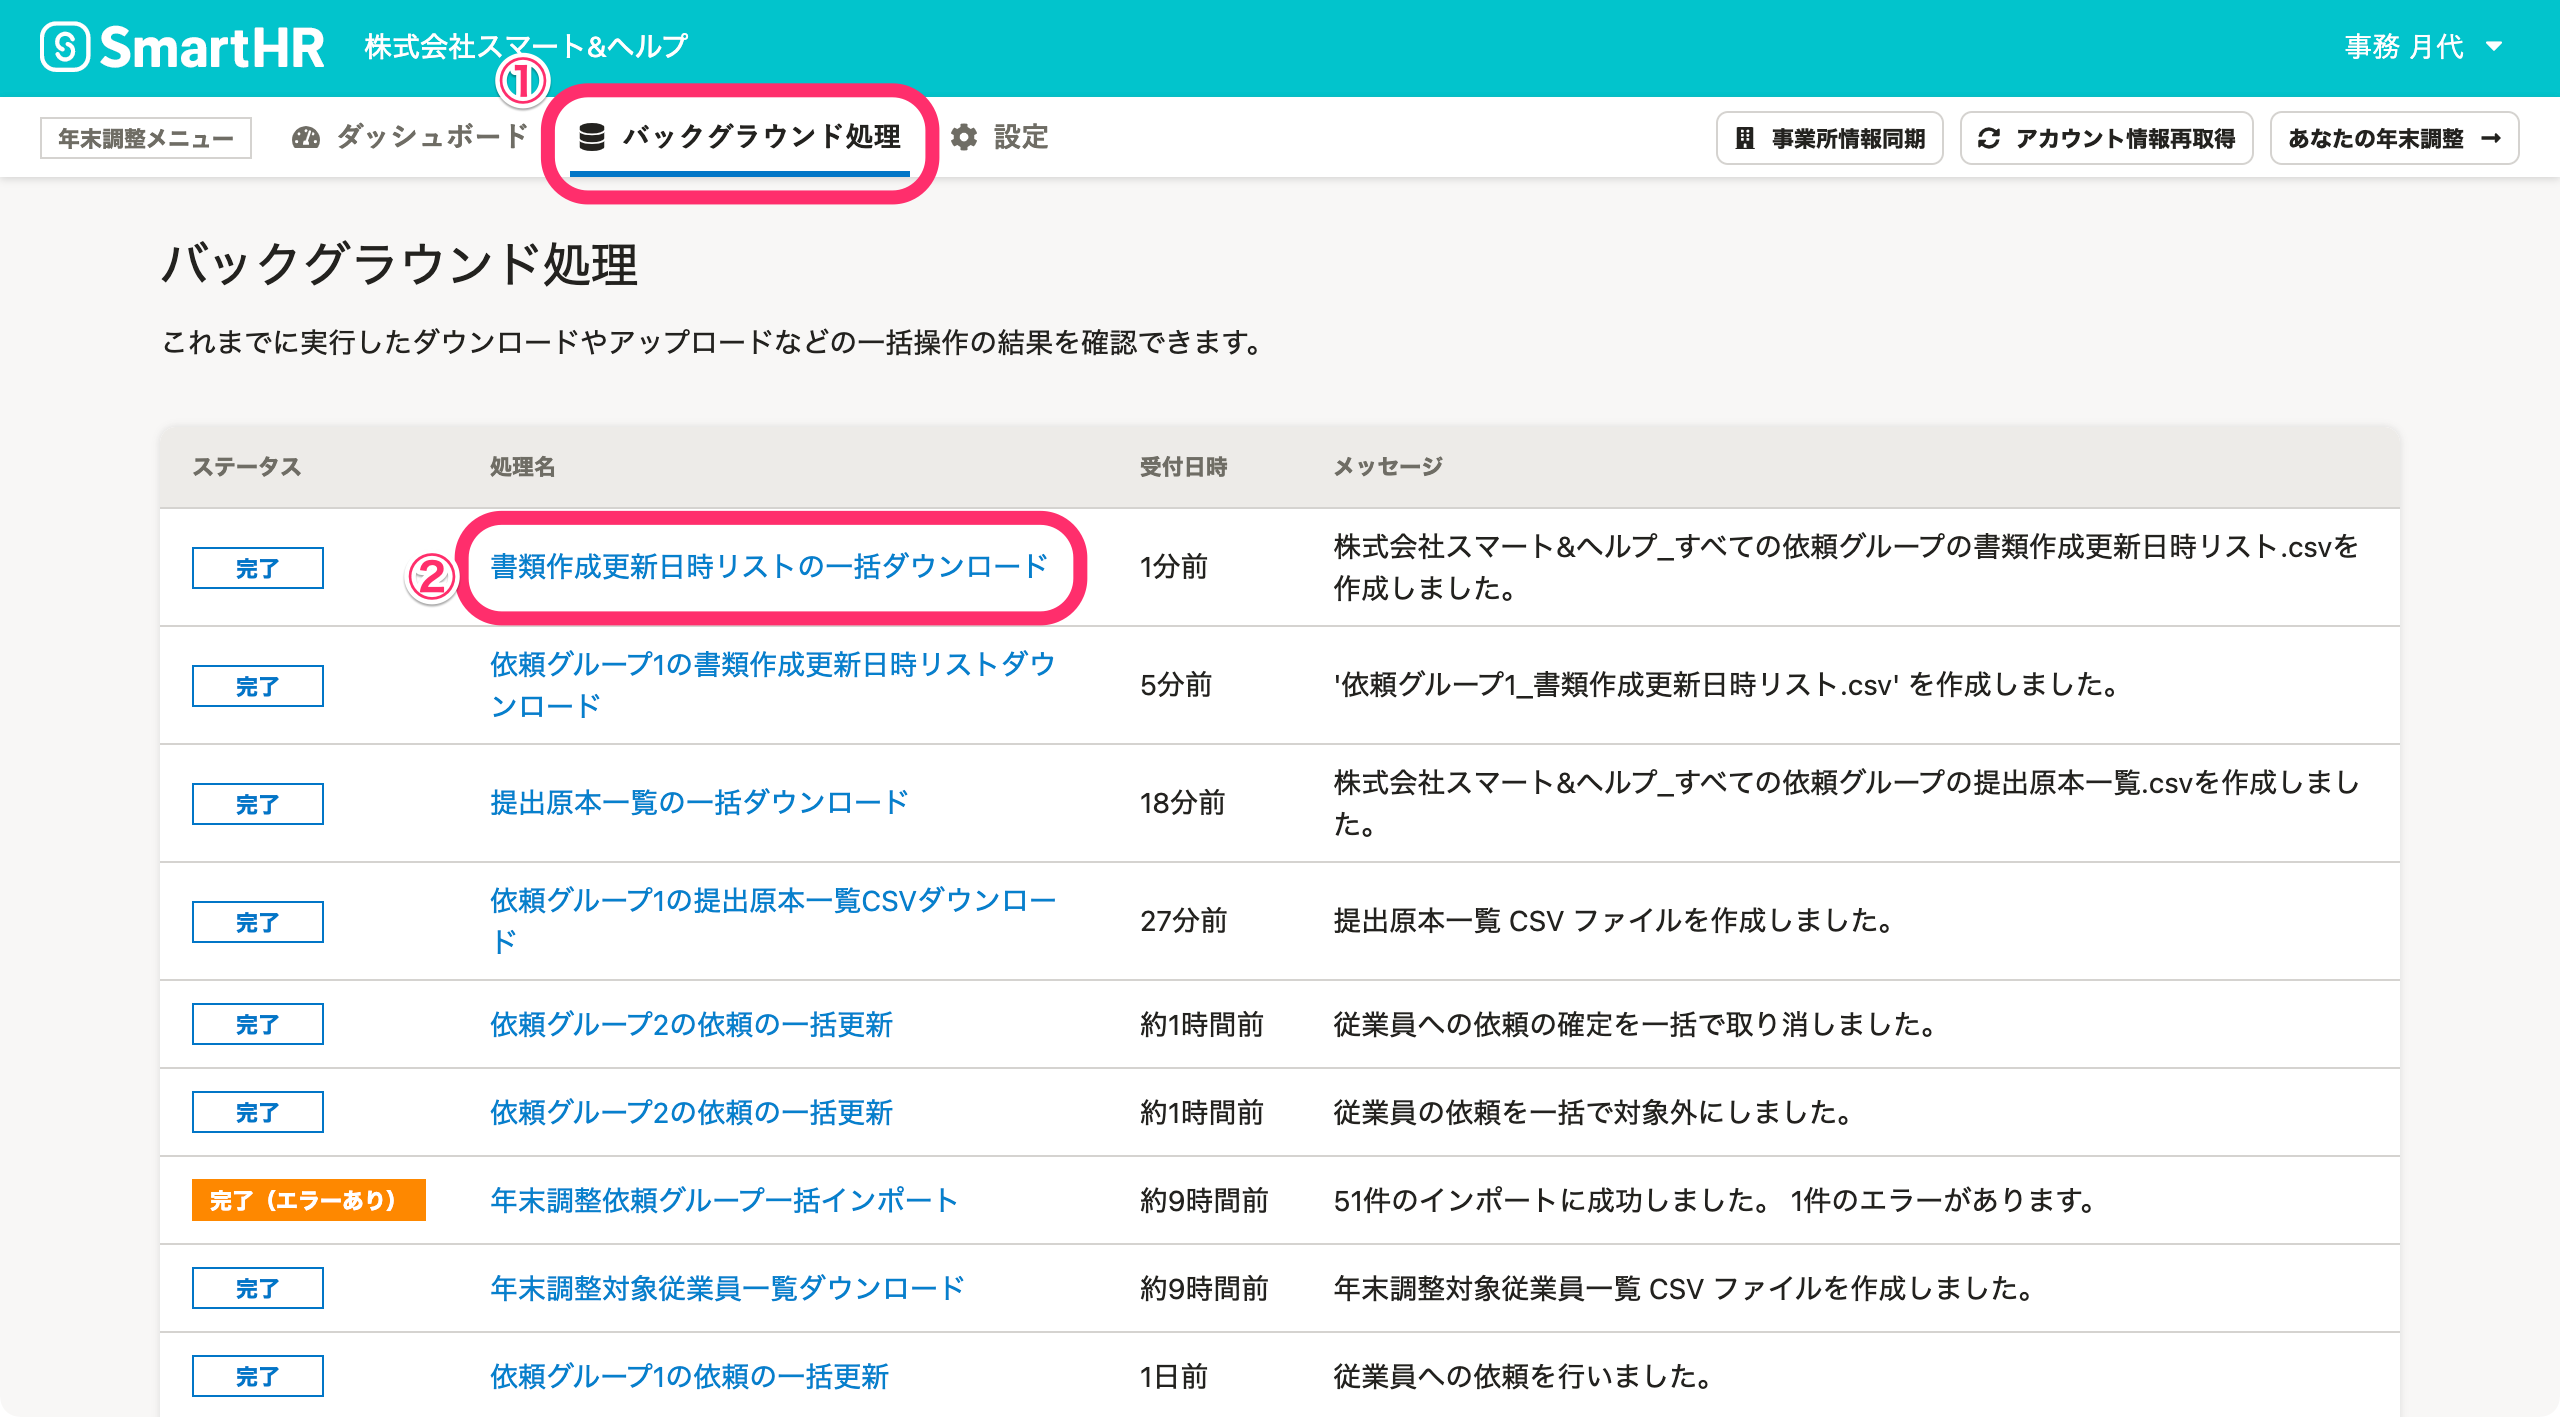 SmartHR 株式会社スマート&ヘルプ 事務 月代
①
年末調整メニュー ダッシュボード バックグラウンド処理 設定 事業所情報同期 アカウント情報再取得 あなたの年末調整 →
バックグラウンド処理
これまでに実行したダウンロードやアップロードなどの一括操作の結果を確認できます。
ステータス 処理名 受付日時 メッセージ
完了 ② 書類作成更新日時リストの一括ダウンロード 1分前 株式会社スマート&ヘルプ_すべての依頼グループの書類作成更新日時リスト.csvを
作成しました。
完了 依頼グループ1の書類作成更新日時リストダウ
ンロード 5分前 '依頼グループ1_書類作成更新日時リスト.csv' を作成しました。
完了 提出原本一覧の一括ダウンロード 18分前 株式会社スマート&ヘルプ_すべての依頼グループの提出原本一覧.csvを作成しまし
た。
完了 依頼グループ1の提出原本一覧CSVダウンロー
ド 27分前 提出原本一覧 CSV ファイルを作成しました。
完了 依頼グループ2の依頼の一括更新 約1時間前 従業員への依頼の確定を一括で取り消しました。
完了 依頼グループ2の依頼の一括更新 約1時間前 従業員の依頼を一括で対象外にしました。
完了（エラーあり） 年末調整依頼グループ一括インポート 約9時間前 51件のインポートに成功しました。 1件のエラーがあります。
完了 年末調整対象従業員一覧ダウンロード 約9時間前 年末調整対象従業員一覧 CSV ファイルを作成しました。
完了 依頼グループ1の依頼の一括更新 1日前 従業員への依頼を行いました。